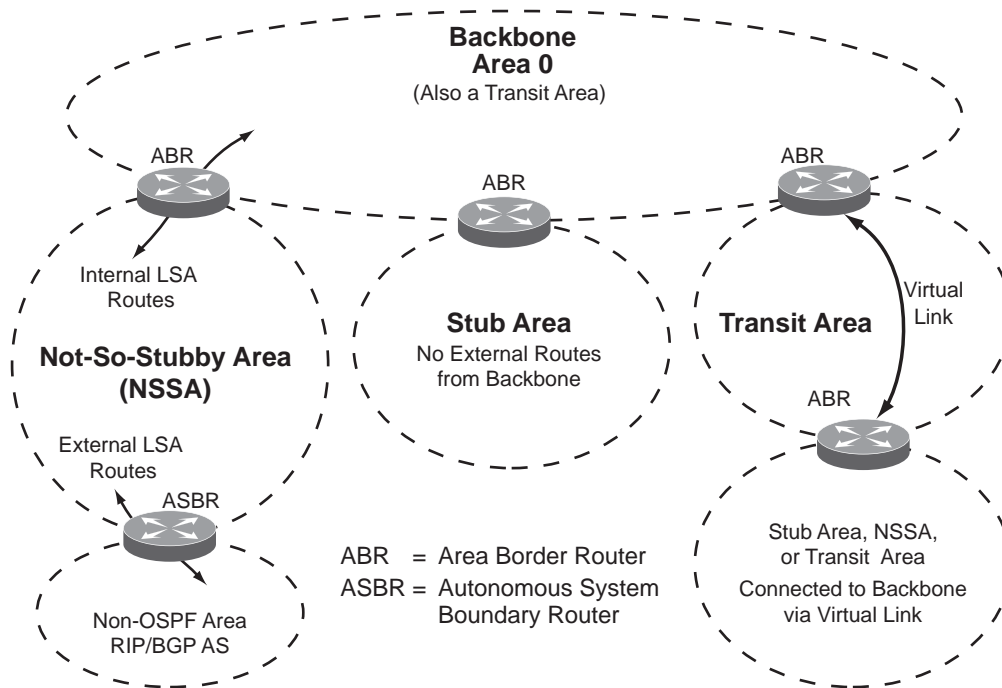 Backbone
Area 0
(Also a Transit Area)
ABR
ABR
ABR
Internal LSA
Routes
Virtual
Link
Stub Area
No External Routes
from Backbone
Transit Area
Not-So-Stubby Area
(NSSA)
ABR
External LSA
Routes
ASBR
ABR = Area Border Router
ASBR = Autonomous System
Boundary Router
Stub Area, NSSA,
or Transit Area
Connected to Backbone
via Virtual Link
Non-OSPF Area
RIP/BGP AS